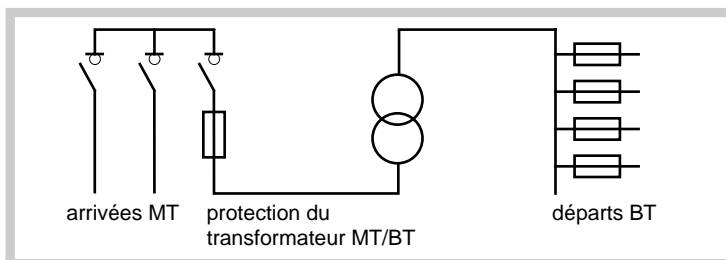 arrivées MT
protection du
transformateur MT/BT
départs BT